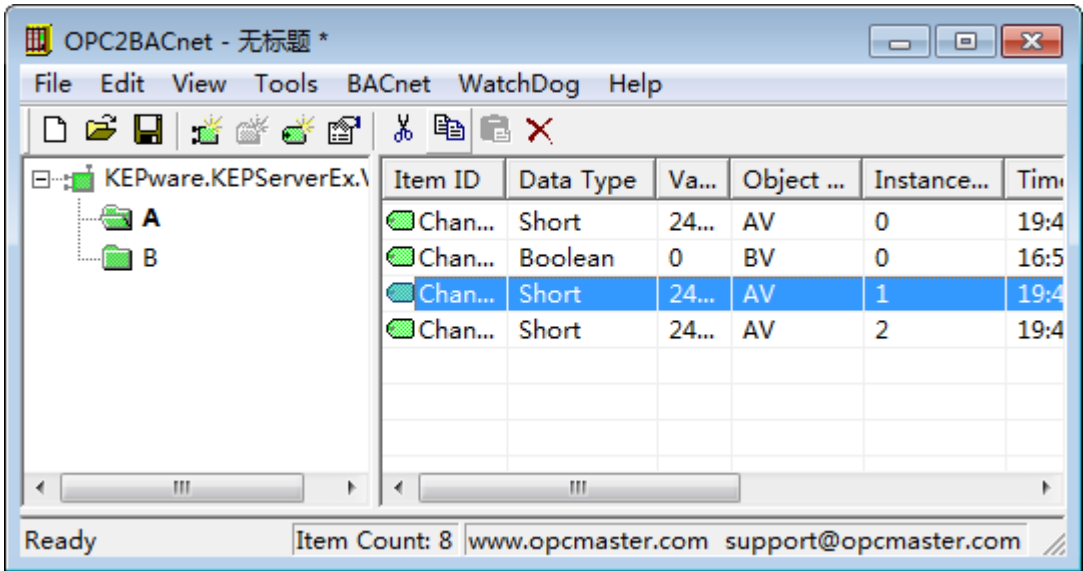 OPC2BACnet - 无标题 *
File Edit View Tools BACnet WatchDog Help
KEPware.KEPServerEx.V
A
B
Item ID Data Type Va... Object ... Instance... Time
Chan... Short 24... AV 0 19:4
Chan... Boolean 0 BV 0 16:5
Chan... Short 24... AV 1 19:4
Chan... Short 24... AV 2 19:4
Ready Item Count: 8 www.opcmaster.com support@opcmaster.com